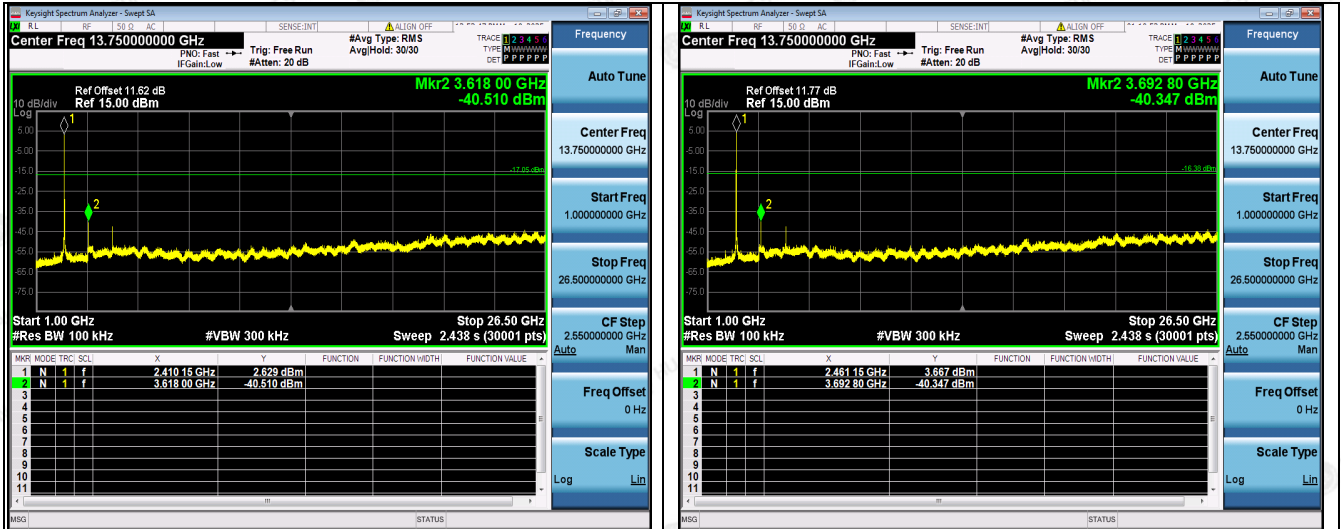 Keysight Spectrum Analyzer - Swept SA
RL RF 50 Ω AC SENSE:INT ALIGN OFF
Center Freq 13.750000000 GHz
PNO: Fast
IFGain:Low
Trig: Free Run
#Atten: 20 dB
#Avg Type: RMS
Avg|Hold: 30/30
TRACE 1 2 3 4 5 6
TYPE M W W W W W
DET P P P P P P
Ref Offset 11.62 dB
Ref 15.00 dBm
10 dB/div
Log
Mkr2 3.618 00 GHz
-40.510 dBm
1
2
5.00
-5.00
-15.0
-25.0
-35.0
-45.0
-55.0
-65.0
-75.0
-17.85 dBm
Start 1.00 GHz
Stop 26.50 GHz
#Res BW 100 kHz
#VBW 300 kHz
Sweep 2.438 s (30001 pts)
MKR MODE TRC SCL X Y FUNCTION FUNCTION WIDTH FUNCTION VALUE
1 N 1 f 2.410 15 GHz 2.629 dBm
2 N 1 f 3.618 00 GHz -40.510 dBm
3
4
5
6
7
8
9
10
11
MSG
STATUS
Frequency
Auto Tune
Center Freq
13.750000000 GHz
Start Freq
1.000000000 GHz
Stop Freq
26.500000000 GHz
CF Step
2.550000000 GHz
Auto Man
Freq Offset
0 Hz
Scale Type
Log Lin
Keysight Spectrum Analyzer - Swept SA
RL RF 50 Ω AC SENSE:INT ALIGN OFF
Center Freq 13.750000000 GHz
PNO: Fast
IFGain:Low
Trig: Free Run
#Atten: 20 dB
#Avg Type: RMS
Avg|Hold: 30/30
TRACE 1 2 3 4 5 6
TYPE M W W W W W
DET P P P P P P
Ref Offset 11.77 dB
Ref 15.00 dBm
10 dB/div
Log
Mkr2 3.692 80 GHz
-40.347 dBm
1
2
5.00
-5.00
-15.0
-25.0
-35.0
-45.0
-55.0
-65.0
-75.0
-16.30 dBm
Start 1.00 GHz
Stop 26.50 GHz
#Res BW 100 kHz
#VBW 300 kHz
Sweep 2.438 s (30001 pts)
MKR MODE TRC SCL X Y FUNCTION FUNCTION WIDTH FUNCTION VALUE
1 N 1 f 2.461 15 GHz 3.667 dBm
2 N 1 f 3.692 80 GHz -40.347 dBm
3
4
5
6
7
8
9
10
11
MSG
STATUS
Frequency
Auto Tune
Center Freq
13.750000000 GHz
Start Freq
1.000000000 GHz
Stop Freq
26.500000000 GHz
CF Step
2.550000000 GHz
Auto Man
Freq Offset
0 Hz
Scale Type
Log Lin